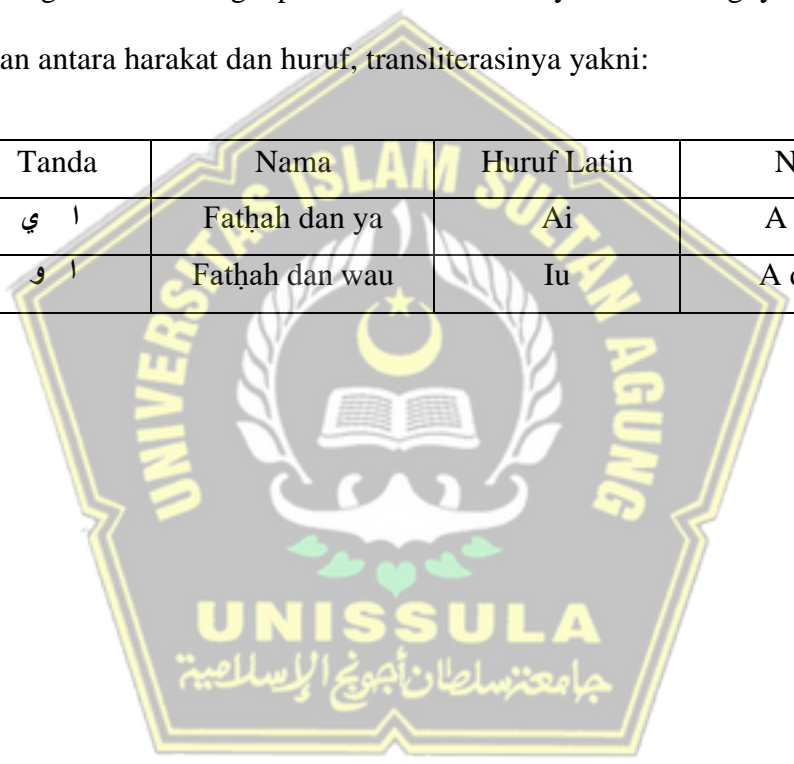 an antara harakat dan huruf, transliterasinya yakni:
Tanda Nama Huruf Latin N
ا ي Fatḥah dan ya Ai A
ا و Fatḥah dan wau Iu A
UNIVERSITAS ISLAM SULTAN AGUNG
UNISSULA
جامعة سلطان أجونج الإسلامية